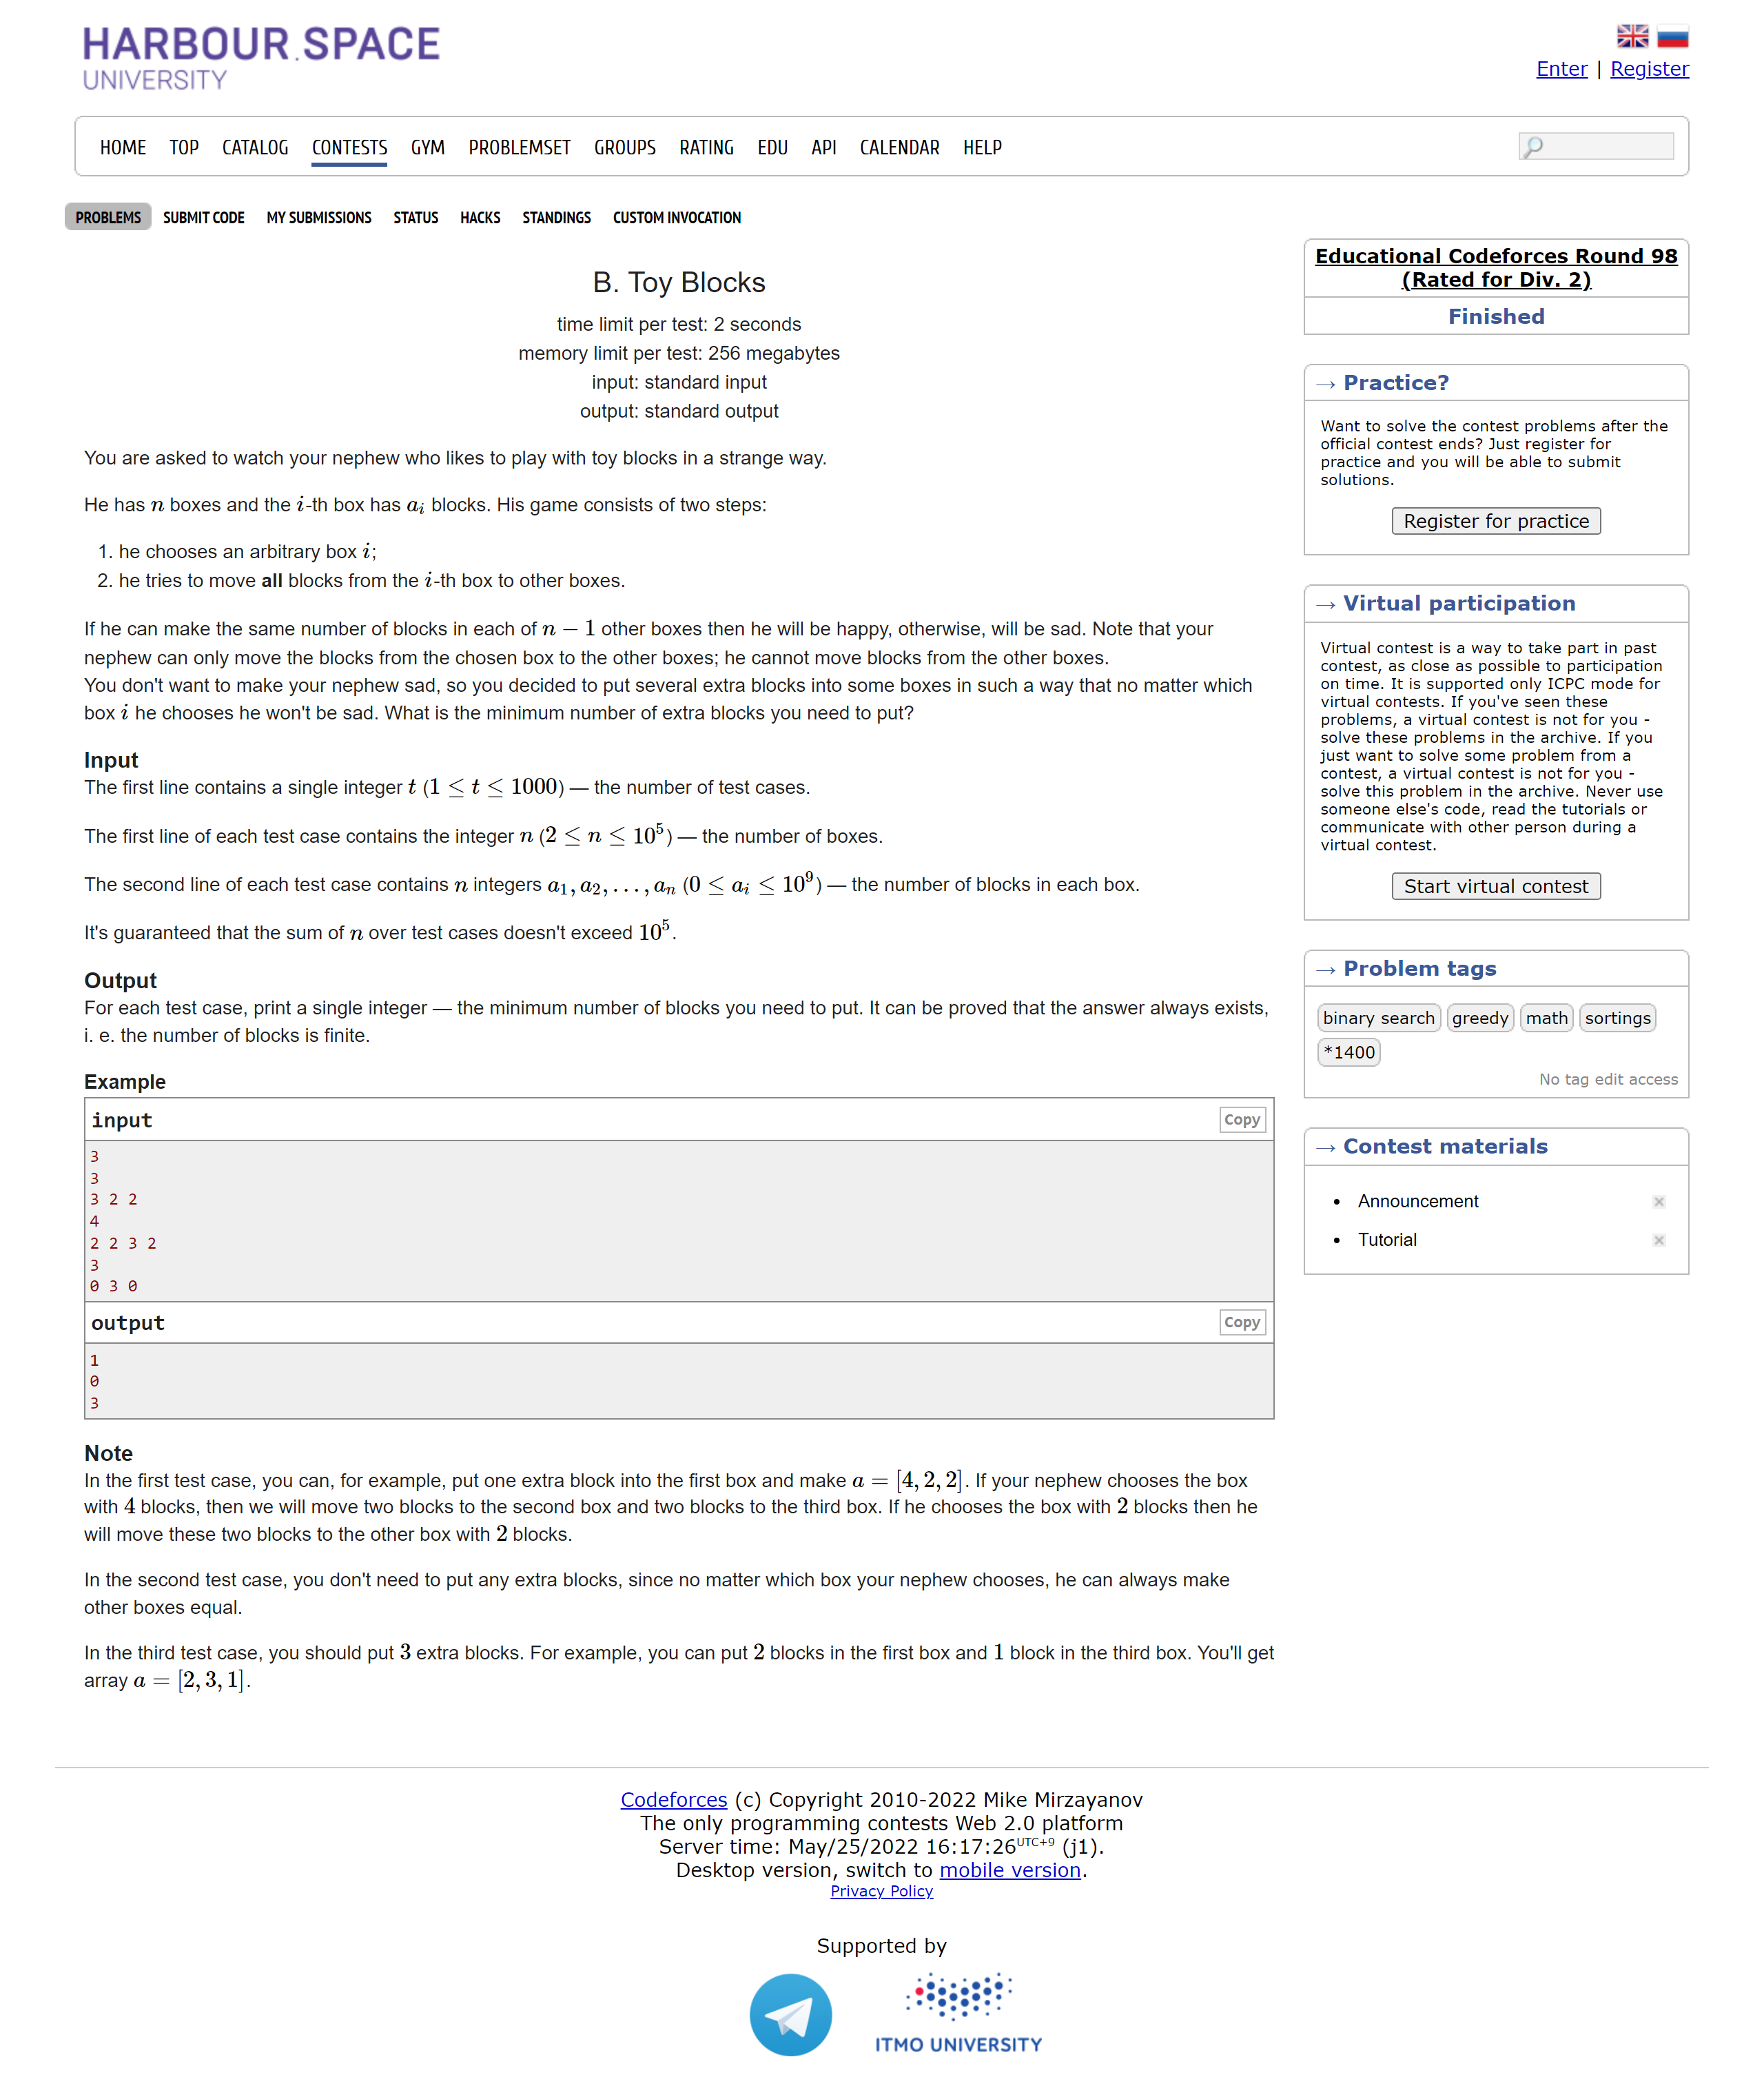 HARBOUR.SPACE
UNIVERSITY
Enter | Register
HOME TOP CATALOG CONTESTS GYM PROBLEMSET GROUPS RATING EDU API CALENDAR HELP
PROBLEMS SUBMIT CODE MY SUBMISSIONS STATUS HACKS STANDINGS CUSTOM INVOCATION
B. Toy Blocks
time limit per test: 2 seconds
memory limit per test: 256 megabytes
input: standard input
output: standard output
You are asked to watch your nephew who likes to play with toy blocks in a strange way.
He has n boxes and the i-th box has a_i blocks. His game consists of two steps:
1. he chooses an arbitrary box i;
2. he tries to move all blocks from the i-th box to other boxes.
If he can make the same number of blocks in each of n − 1 other boxes then he will be happy, otherwise, will be sad. Note that your
nephew can only move the blocks from the chosen box to the other boxes; he cannot move blocks from the other boxes.
You don't want to make your nephew sad, so you decided to put several extra blocks into some boxes in such a way that no matter which
box i he chooses he won't be sad. What is the minimum number of extra blocks you need to put?
Input
The first line contains a single integer t (1 ≤ t ≤ 1000) — the number of test cases.
The first line of each test case contains the integer n (2 ≤ n ≤ 10^5) — the number of boxes.
The second line of each test case contains n integers a_1, a_2, …, a_n (0 ≤ a_i ≤ 10^9) — the number of blocks in each box.
It's guaranteed that the sum of n over test cases doesn't exceed 10^5.
Output
For each test case, print a single integer — the minimum number of blocks you need to put. It can be proved that the answer always exists,
i. e. the number of blocks is finite.
Example
input Copy
3
3
3 2 2
4
2 2 3 2
3
0 3 0
output Copy
1
0
3
Note
In the first test case, you can, for example, put one extra block into the first box and make a = [4, 2, 2]. If your nephew chooses the box
with 4 blocks, then we will move two blocks to the second box and two blocks to the third box. If he chooses the box with 2 blocks then he
will move these two blocks to the other box with 2 blocks.
In the second test case, you don't need to put any extra blocks, since no matter which box your nephew chooses, he can always make
other boxes equal.
In the third test case, you should put 3 extra blocks. For example, you can put 2 blocks in the first box and 1 block in the third box. You'll get
array a = [2, 3, 1].
Educational Codeforces Round 98
(Rated for Div. 2)
Finished
→ Practice?
Want to solve the contest problems after the
official contest ends? Just register for
practice and you will be able to submit
solutions.
Register for practice
→ Virtual participation
Virtual contest is a way to take part in past
contest, as close as possible to participation
on time. It is supported only ICPC mode for
virtual contests. If you've seen these
problems, a virtual contest is not for you -
solve these problems in the archive. If you
just want to solve some problem from a
contest, a virtual contest is not for you -
solve this problem in the archive. Never use
someone else's code, read the tutorials or
communicate with other person during a
virtual contest.
Start virtual contest
→ Problem tags
binary search greedy math sortings
*1400
No tag edit access
→ Contest materials
• Announcement
• Tutorial
Codeforces (c) Copyright 2010-2022 Mike Mirzayanov
The only programming contests Web 2.0 platform
Server time: May/25/2022 16:17:26 UTC+9 (j1).
Desktop version, switch to mobile version.
Privacy Policy
Supported by
ITMO UNIVERSITY